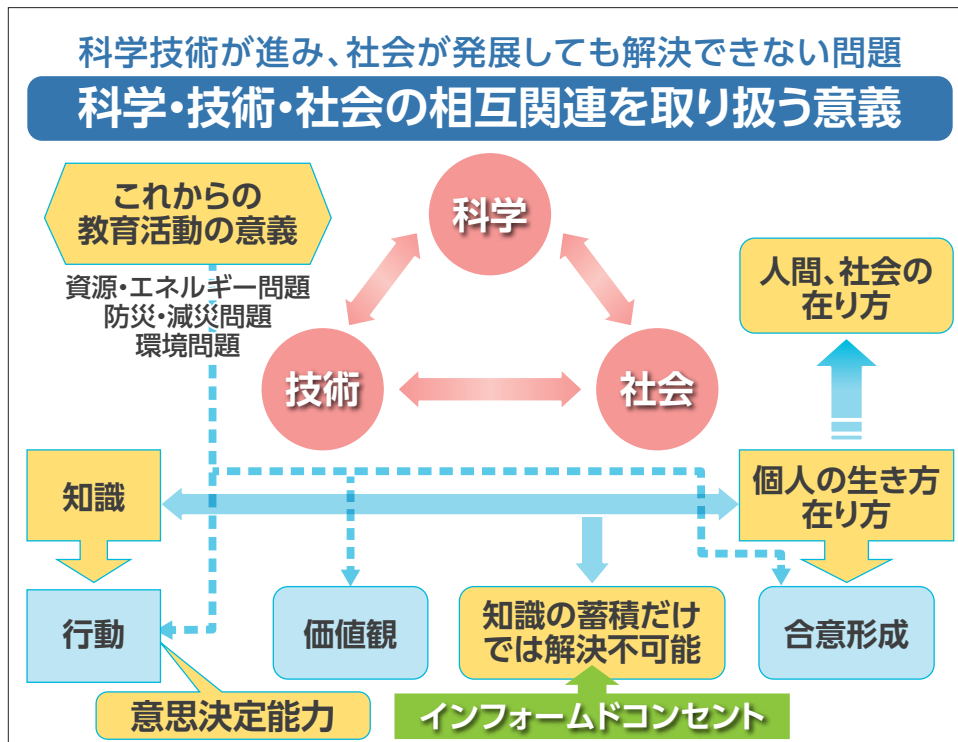 科学技術が進み、社会が発展しても解決できない問題
科学・技術・社会の相互関連を取り扱う意義
これからの
教育活動の意義
資源・エネルギー問題
防災・減災問題
環境問題
科学
技術
社会
人間、社会の
在り方
知識
個人の生き方
在り方
行動
価値観
知識の蓄積だけ
では解決不可能
合意形成
意思決定能力
インフォームドコンセント